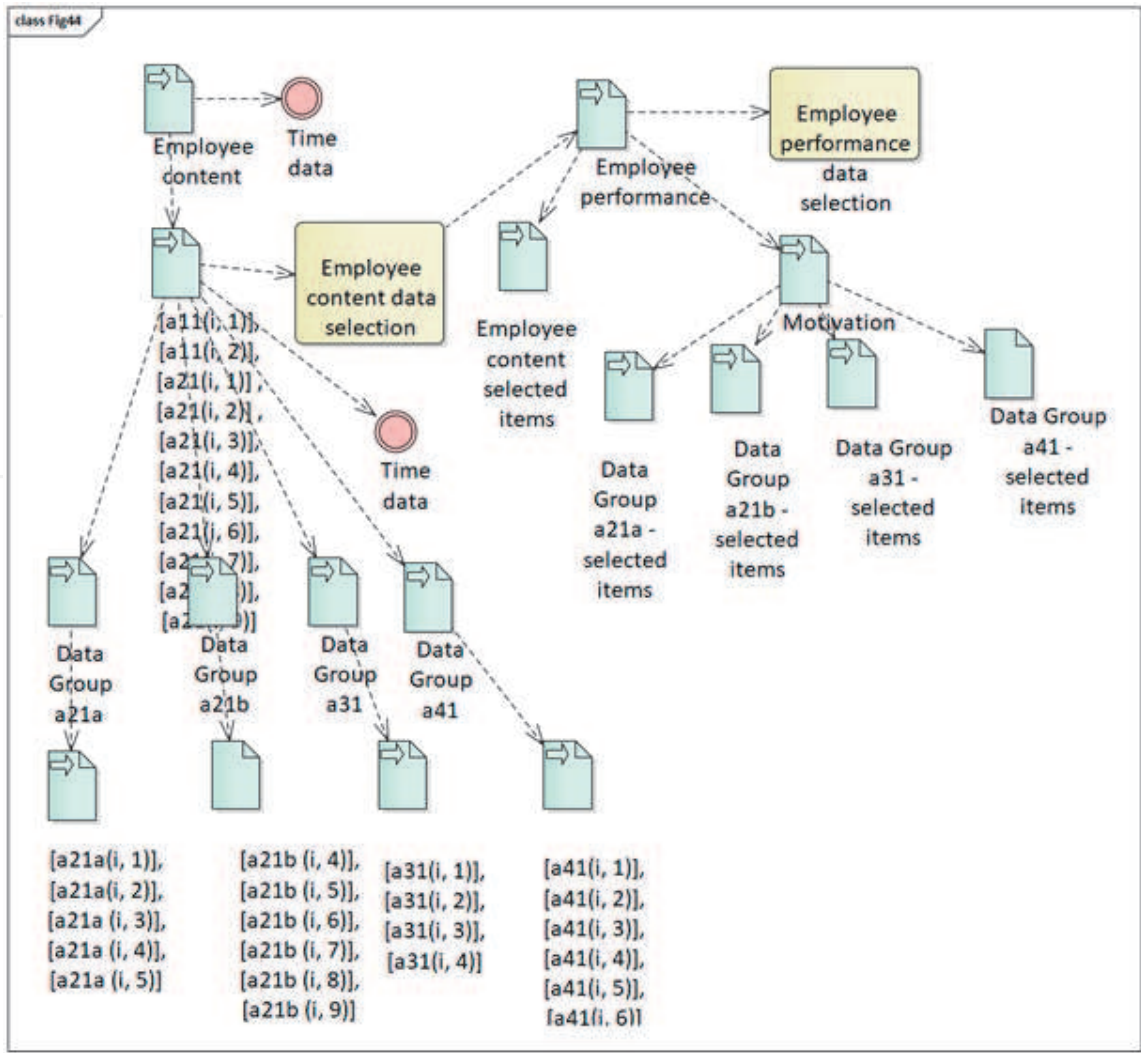 class Fig44
Employee
content
Time
data
Employee
performance
Employee
performance
data
selection
Employee
content data
selection
Employee
content
selected
items
Motivation
[a11(i, 1)],
[a11(i, 2)],
[a21(i, 1)] ,
[a21(i, 2)] ,
[a21(i, 3)],
[a21(i, 4)],
[a21(i, 5)],
[a21(i, 6)],
Time
data
Data
Group
a21a -
selected
items
Data
Group
a21b -
selected
items
Data Group
a31 -
selected
items
Data Group
a41 -
selected
items
Data
Group
a21a
Data
Group
a21b
Data
Group
a31
Data
Group
a41
[a21a(i, 1)],
[a21a(i, 2)],
[a21a (i, 3)],
[a21a (i, 4)],
[a21a (i, 5)]
[a21b (i, 4)],
[a21b (i, 5)],
[a21b (i, 6)],
[a21b (i, 7)],
[a21b (i, 8)],
[a21b (i, 9)]
[a31(i, 1)],
[a31(i, 2)],
[a31(i, 3)],
[a31(i, 4)]
[a41(i, 1)],
[a41(i, 2)],
[a41(i, 3)],
[a41(i, 4)],
[a41(i, 5)],
[a41(i, 6)]